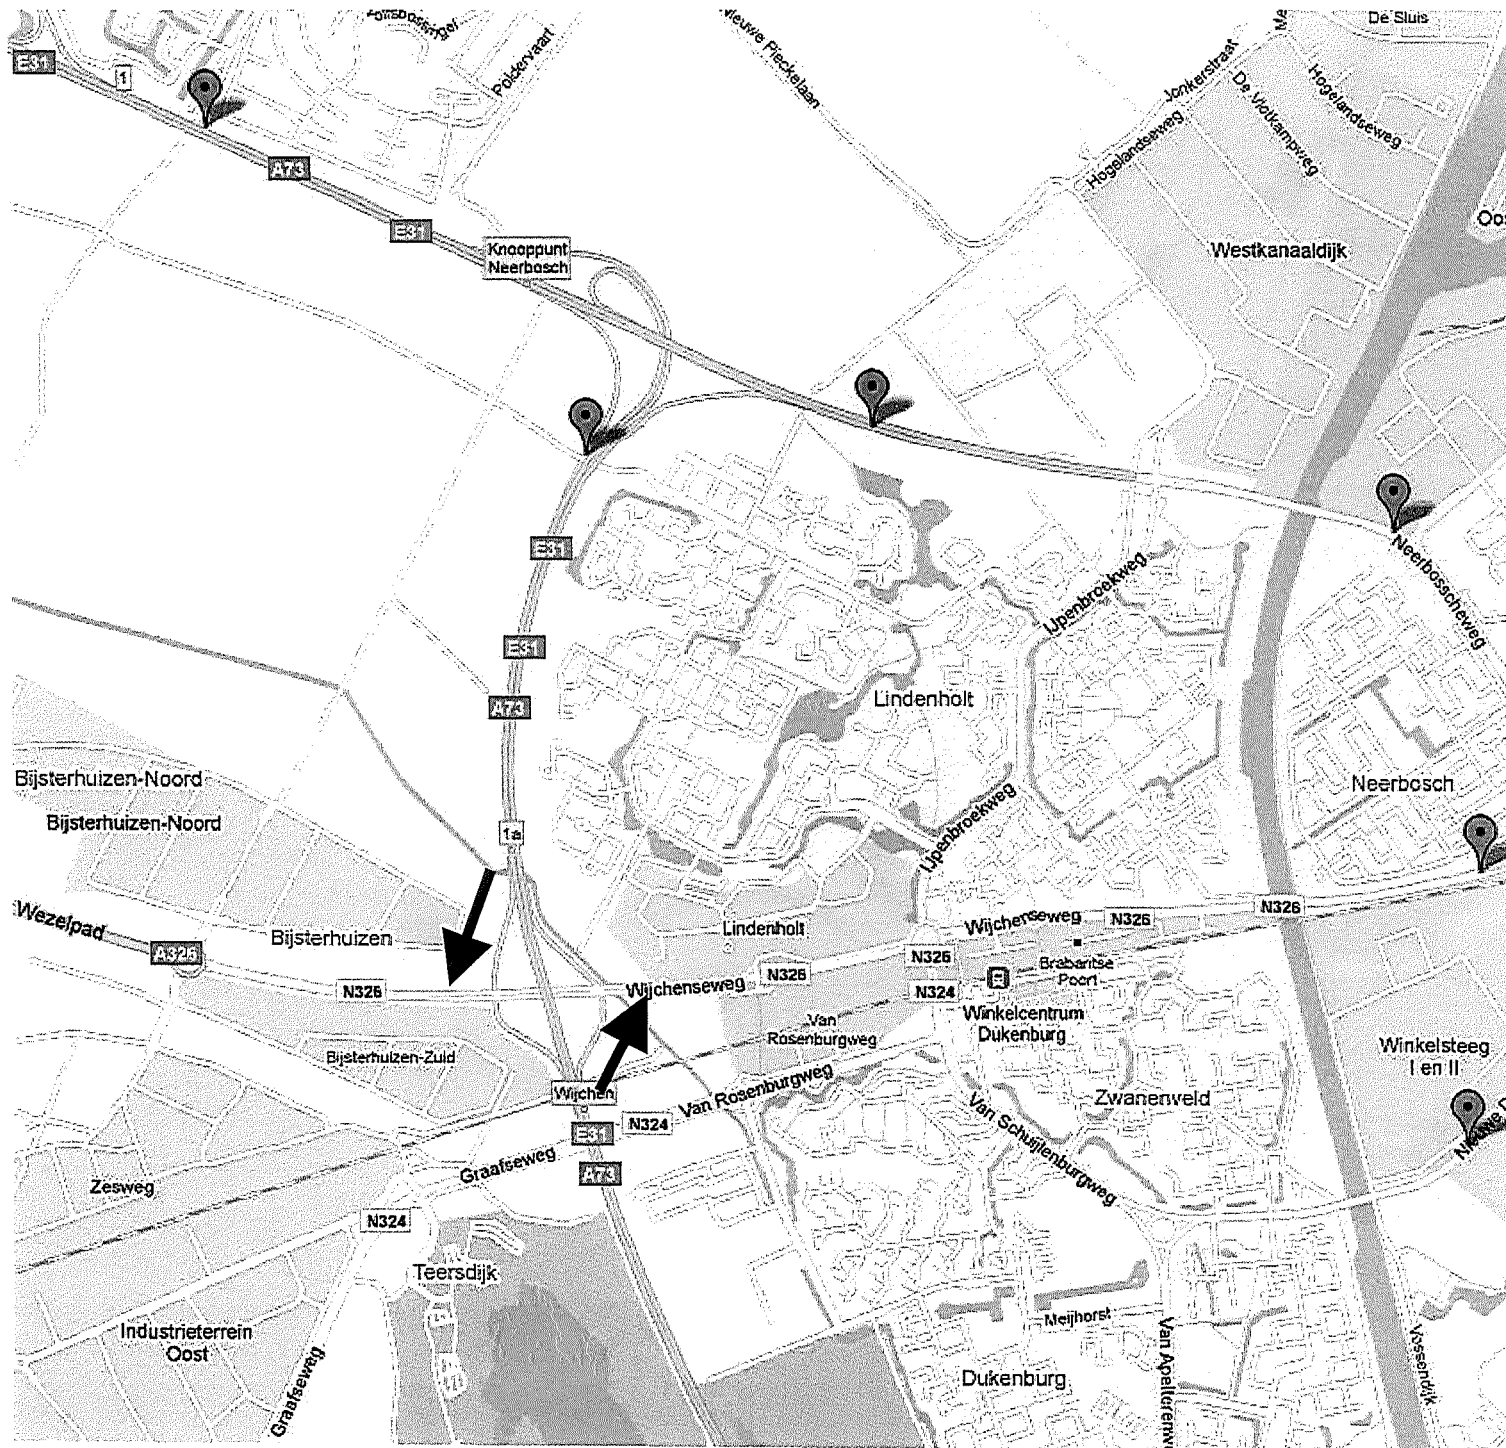 De Sluis
E31
1
Poldervaart
Nieuwe Pieckelaan
Jonkerstraat
De Vlotkampweg
Hogelandseweg
Hogelandseweg
A73
E31
Knooppunt
Neerbosch
Westkanaaldijk
E31
IJpenbroekweg
Neerbosscheweg
E31
A73
Lindenholt
Bijsterhuizen-Noord
Bijsterhuizen-Noord
Neerbosch
1a
IJpenbroekweg
Wezelpad
A326
Bijsterhuizen
Lindenholt
Wijchenseweg
N326
N326
N326
Brabantse
Poort
N326
Wijchenseweg
N326
N324
Winkelcentrum
Dukenburg
Van
Rosenburgweg
Bijsterhuizen-Zuid
Winkelsteeg
I en II
Wijchen
Van Rosenburgweg
N324
Zwanenveld
Van Schuijlenburgweg
E31
Graafseweg
A73
Zesweg
N324
Teersdijk
Industrieterrein
Oost
Graafseweg
Meijhorst
Dukenburg
Vossendijk